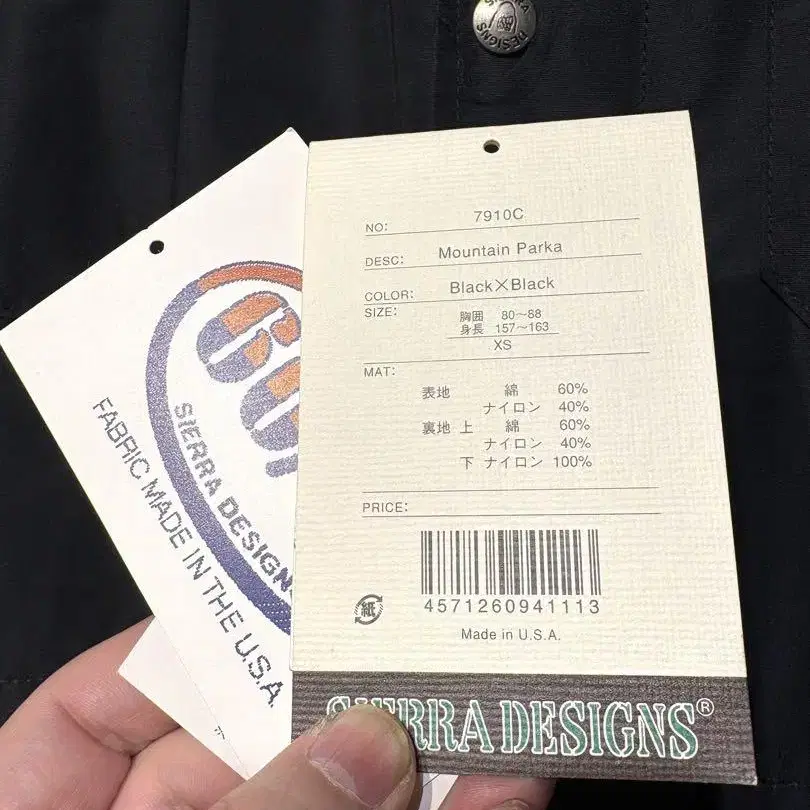 SIERRA DESIGNS
NO: 7910C
DESC: Mountain Parka
COLOR: Black×Black
SIZE: 胸囲 80〜88
身長 157〜163
XS
MAT:
表地 綿 60%
ナイロン 40%
裏地 上 綿 60%
ナイロン 40%
下 ナイロン 100%
PRICE:
4571260941113
紙
Made in U.S.A.
SIERRA DESIGNS®
SIERRA DESIGNS
FABRIC MADE IN THE U.S.A.